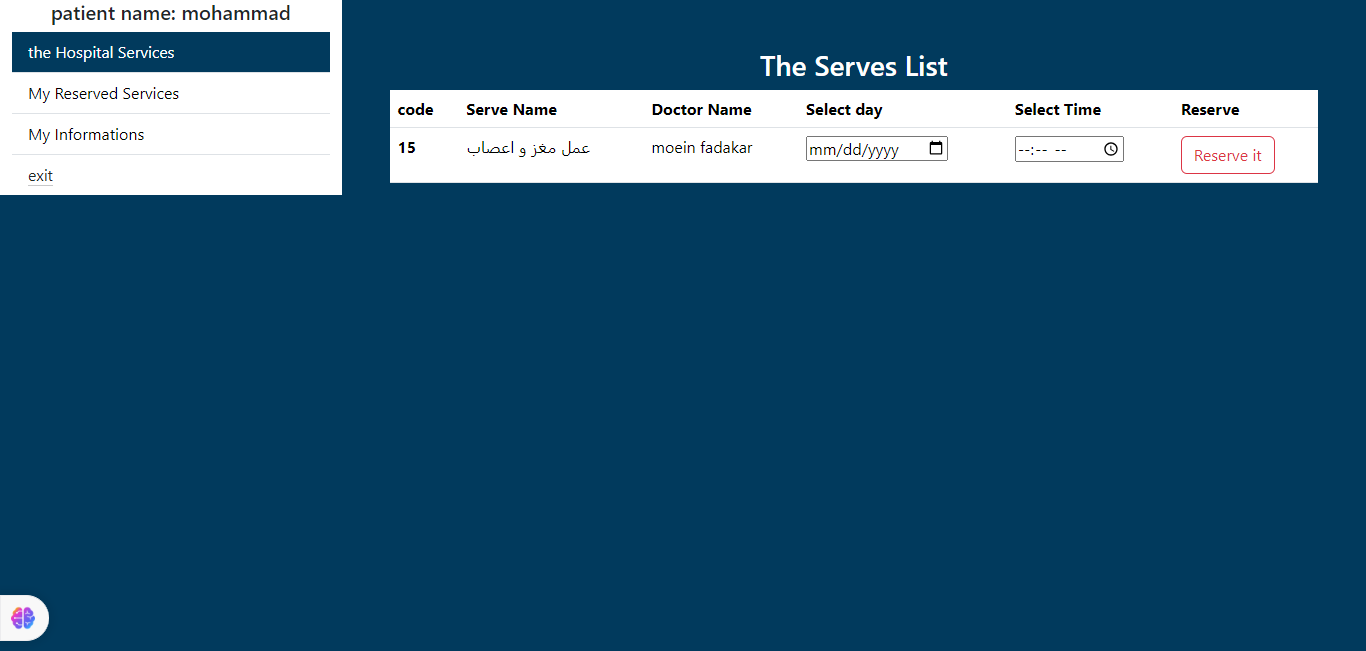 patient name: mohammad
the Hospital Services
My Reserved Services
My Informations
exit
The Serves List
code Serve Name Doctor Name Select day Select Time Reserve
15 عمل مغز و اعصاب moein fadakar mm/dd/yyyy --:-- -- Reserve it